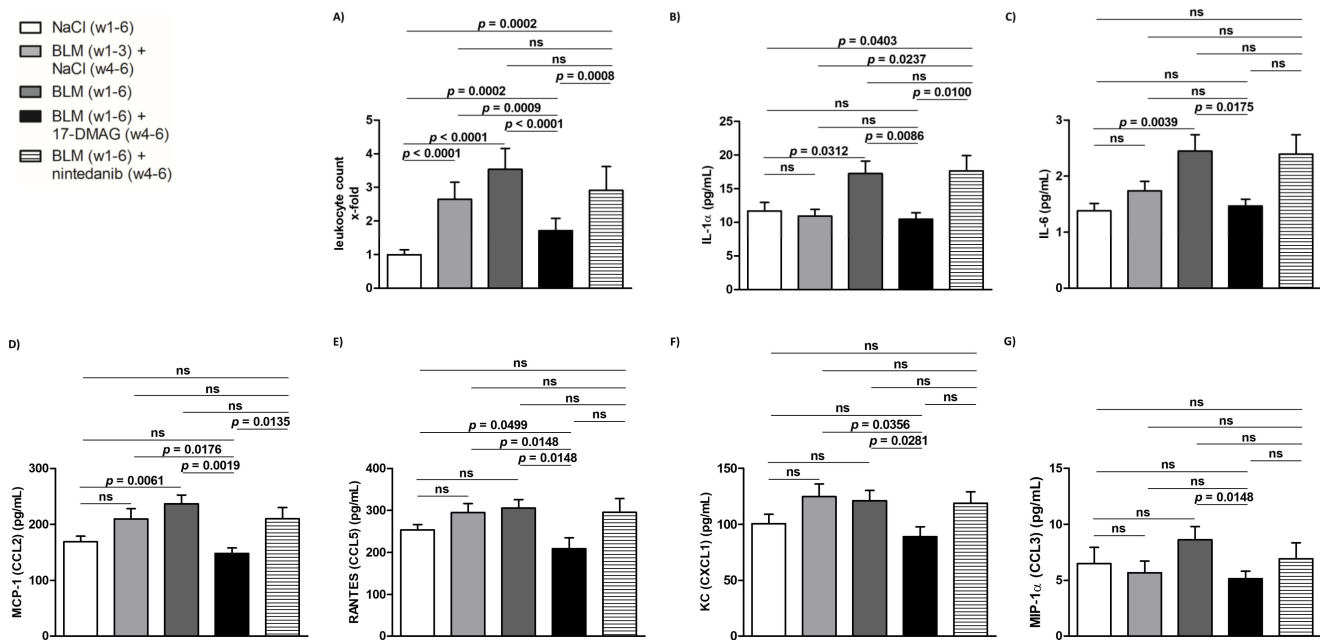 NaCl (w1-6)
BLM (w1-3) +
NaCl (w4-6)
BLM (w1-6)
BLM (w1-6) +
17-DMAG (w4-6)
BLM (w1-6) +
nintedanib (w4-6)
A)
p = 0.0002
ns
ns
p = 0.0008
p = 0.0002
p = 0.0009
p < 0.0001
p < 0.0001
p < 0.0001
leukocyte count
x-fold
5
4
3
2
1
0
B)
p = 0.0403
p = 0.0237
ns
p = 0.0100
ns
ns
p = 0.0086
p = 0.0312
ns
IL-1α (pg/mL)
25
20
15
10
5
0
C)
ns
ns
ns
ns
ns
ns
p = 0.0175
p = 0.0039
ns
IL-6 (pg/mL)
3
2
1
0
D)
ns
ns
ns
p = 0.0135
ns
p = 0.0176
p = 0.0019
p = 0.0061
ns
MCP-1 (CCL2) (pg/mL)
300
200
100
0
E)
ns
ns
ns
ns
p = 0.0499
p = 0.0148
p = 0.0148
ns
ns
RANTES (CCL5) (pg/mL)
400
300
200
100
0
F)
ns
ns
ns
ns
ns
p = 0.0356
p = 0.0281
ns
ns
KC (CXCL1) (pg/mL)
150
100
50
0
G)
ns
ns
ns
ns
ns
ns
p = 0.0148
ns
ns
MIP-1α (CCL3) (pg/mL)
15
10
5
0